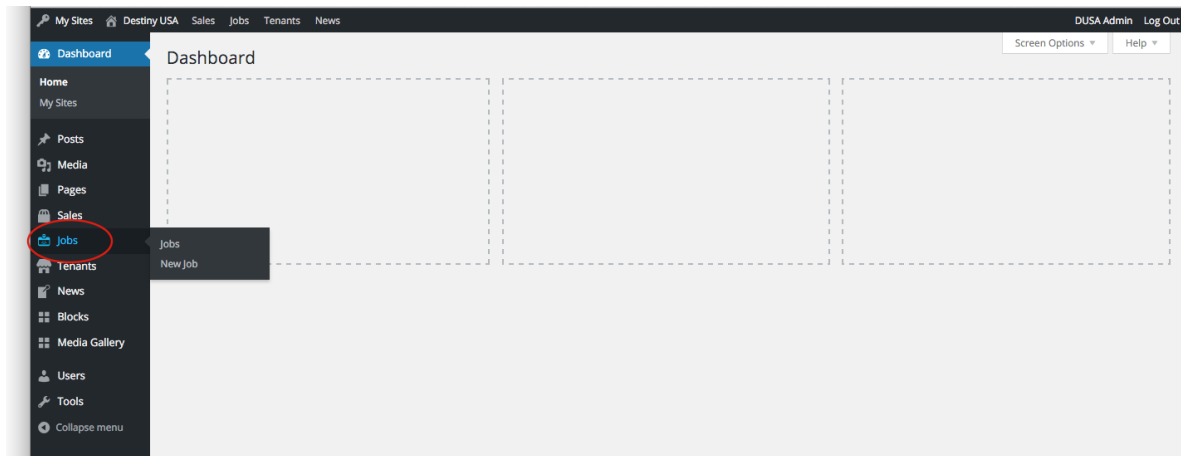 My Sites Destiny USA Sales Jobs Tenants News DUSA Admin Log Out
Screen Options Help
Dashboard
Dashboard
Home
My Sites
Posts
Media
Pages
Sales
Jobs
Jobs
New Job
Tenants
News
Blocks
Media Gallery
Users
Tools
Collapse menu